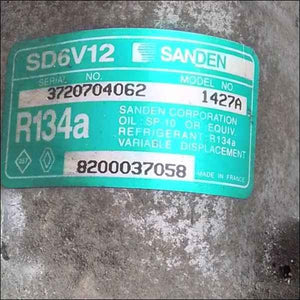 SD6V12 SANDEN
SERIAL NO. MODEL NO.
3720704062 1427A
R134a
SANDEN CORPORATION
OIL: SP-10 OR EQUIV.
REFRIGERANT: R134a
VARIABLE DISPLACEMENT
8200037058
MADE IN FRANCE